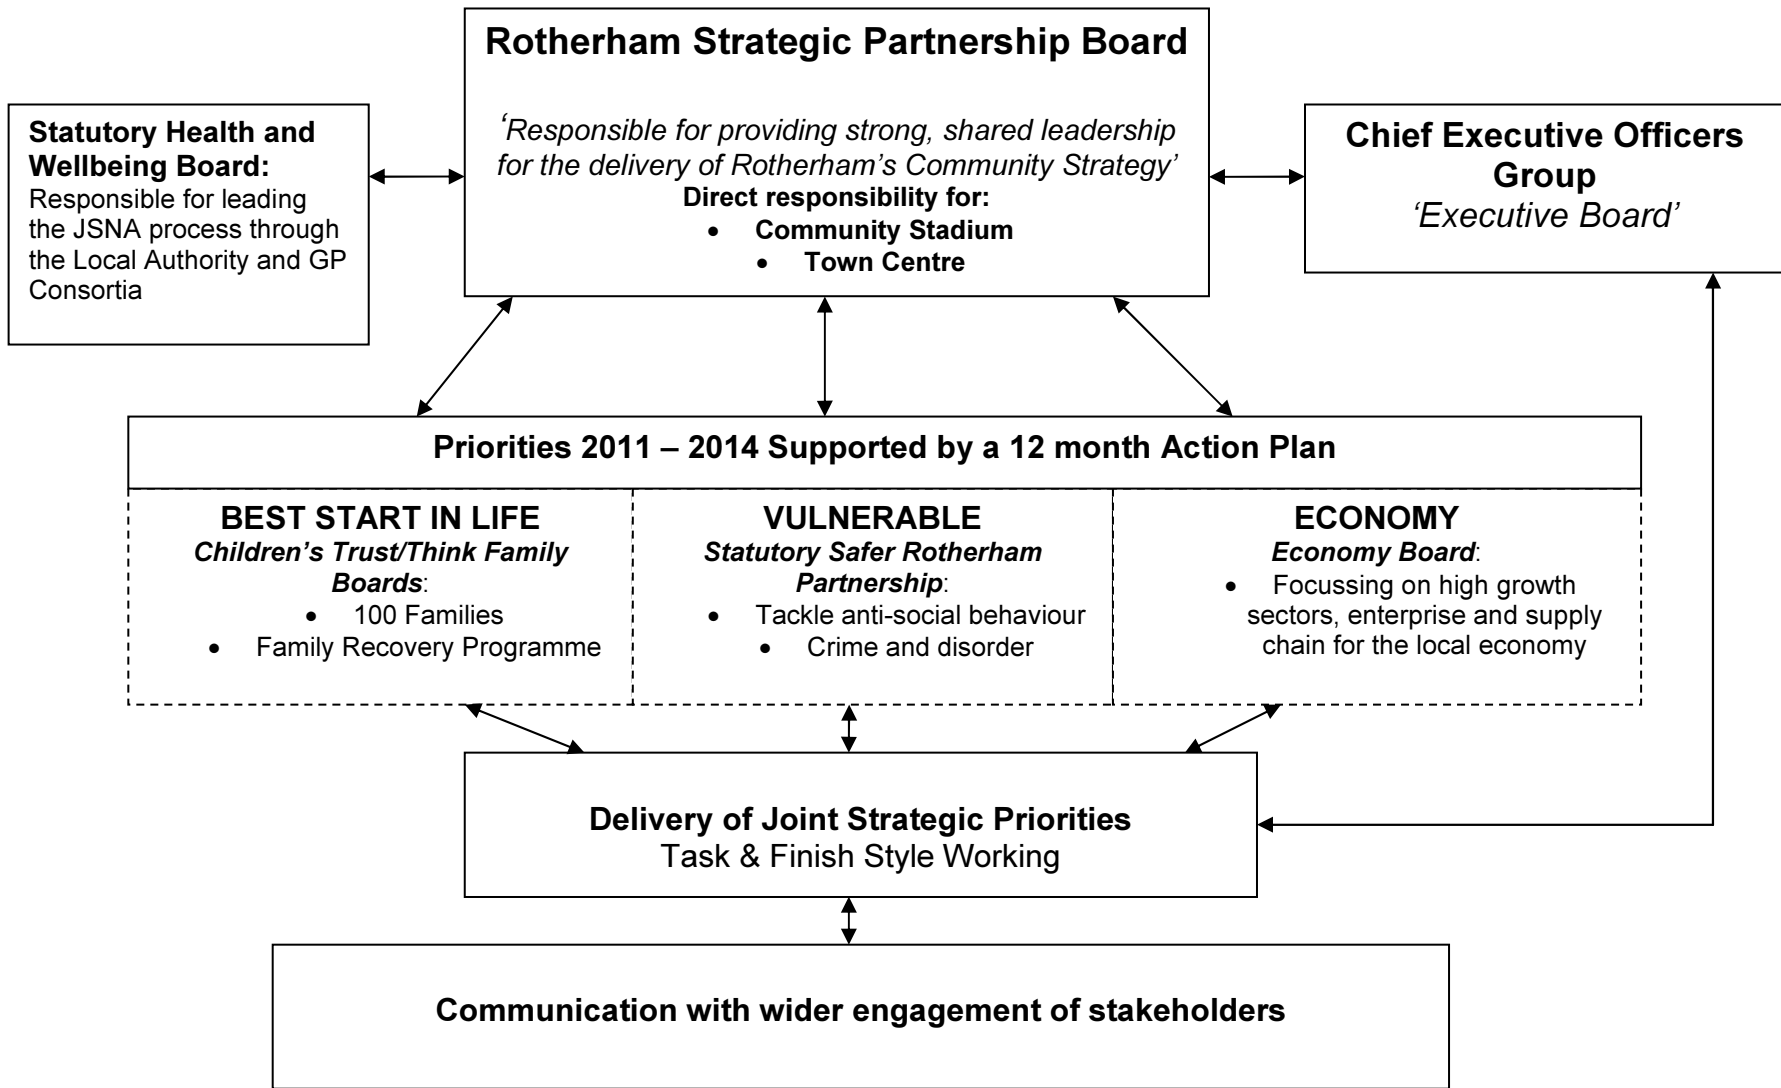 Rotherham Strategic Partnership Board
‘Responsible for providing strong, shared leadership
for the delivery of Rotherham’s Community Strategy’
Direct responsibility for:
• Community Stadium
• Town Centre
Statutory Health and
Wellbeing Board:
Responsible for leading
the JSNA process through
the Local Authority and GP
Consortia
Chief Executive Officers
Group
‘Executive Board’
Priorities 2011 – 2014 Supported by a 12 month Action Plan
BEST START IN LIFE
Children’s Trust/Think Family
Boards:
• 100 Families
• Family Recovery Programme
VULNERABLE
Statutory Safer Rotherham
Partnership:
• Tackle anti-social behaviour
• Crime and disorder
ECONOMY
Economy Board:
• Focussing on high growth
sectors, enterprise and supply
chain for the local economy
Delivery of Joint Strategic Priorities
Task & Finish Style Working
Communication with wider engagement of stakeholders